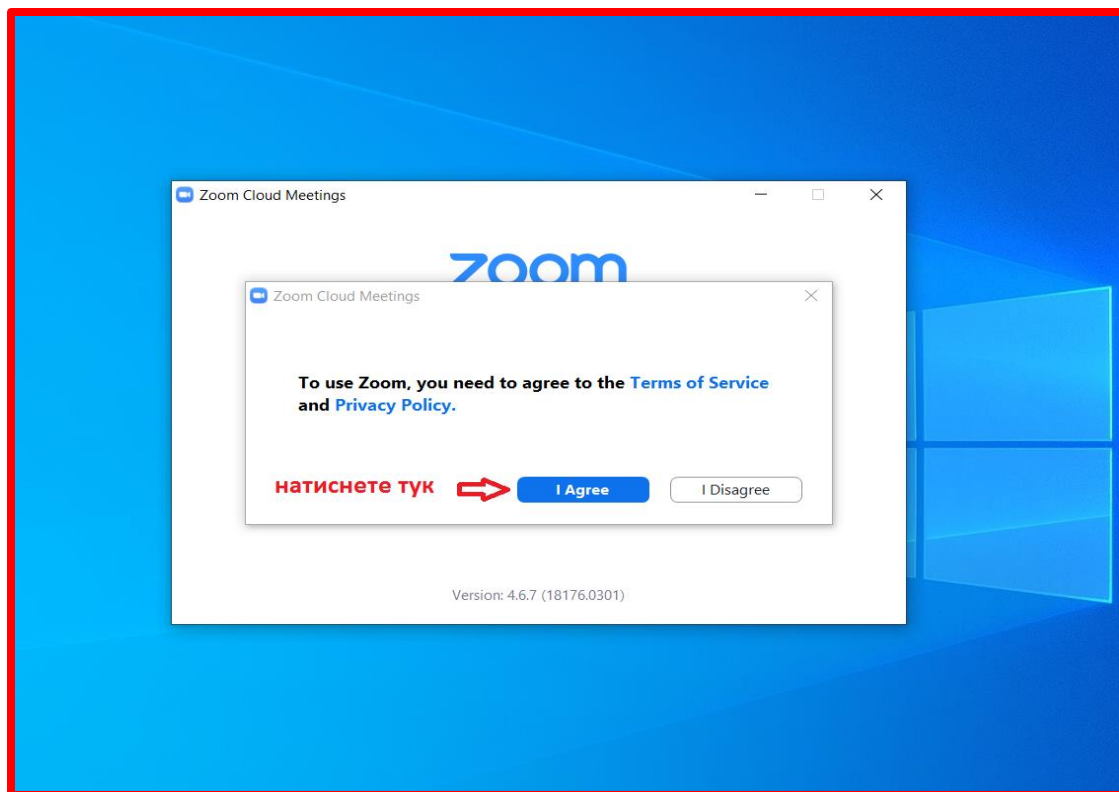 Zoom Cloud Meetings
zoom
Zoom Cloud Meetings
To use Zoom, you need to agree to the Terms of Service
and Privacy Policy.
натиснете тук
I Agree
I Disagree
Version: 4.6.7 (18176.0301)